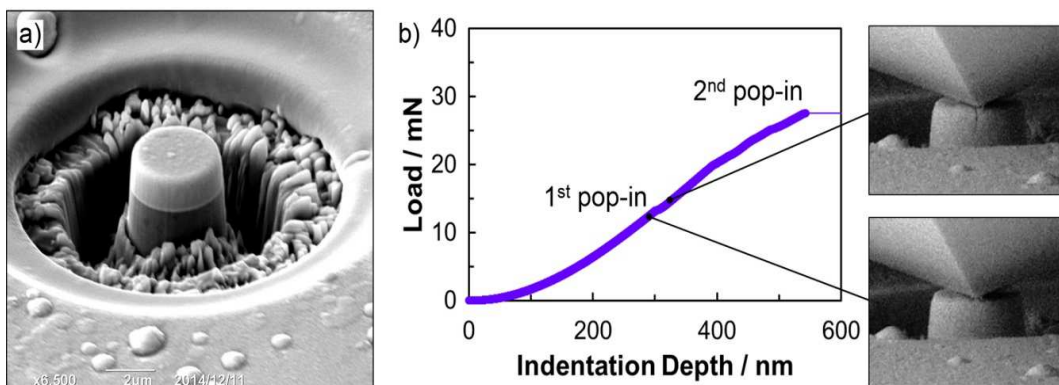 a)
x6,500 2μm 2014/12/11
b)
40
30
20
10
0
Load / mN
1st pop-in
2nd pop-in
0 200 400 600
Indentation Depth / nm